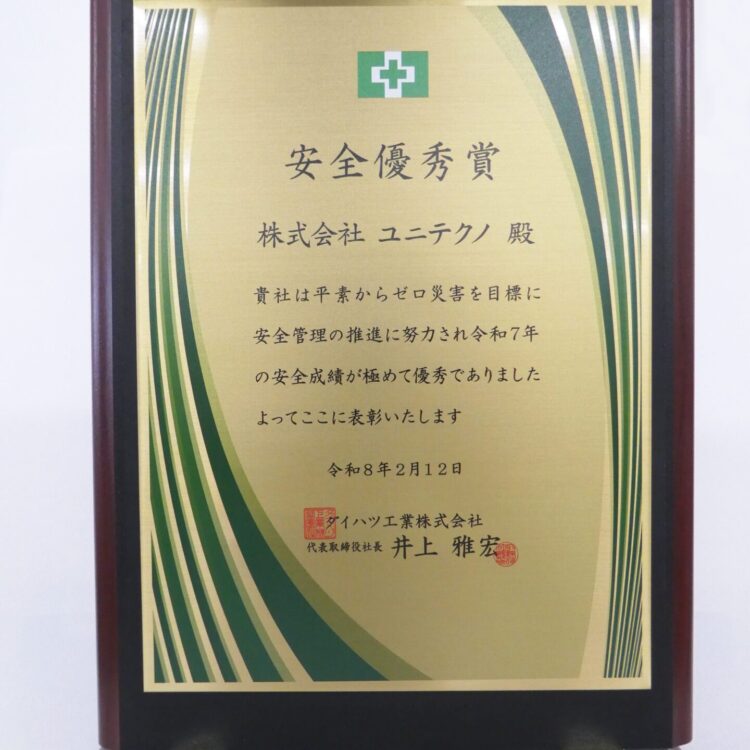 安全優秀賞
株式会社 ユニテクノ 殿
貴社は平素からゼロ災害を目標に
安全管理の推進に努力され令和7年
の安全成績が極めて優秀でありました
よってここに表彰いたします
令和8年2月12日
ダイハツ工業株式会社
代表取締役社長 井上 雅宏